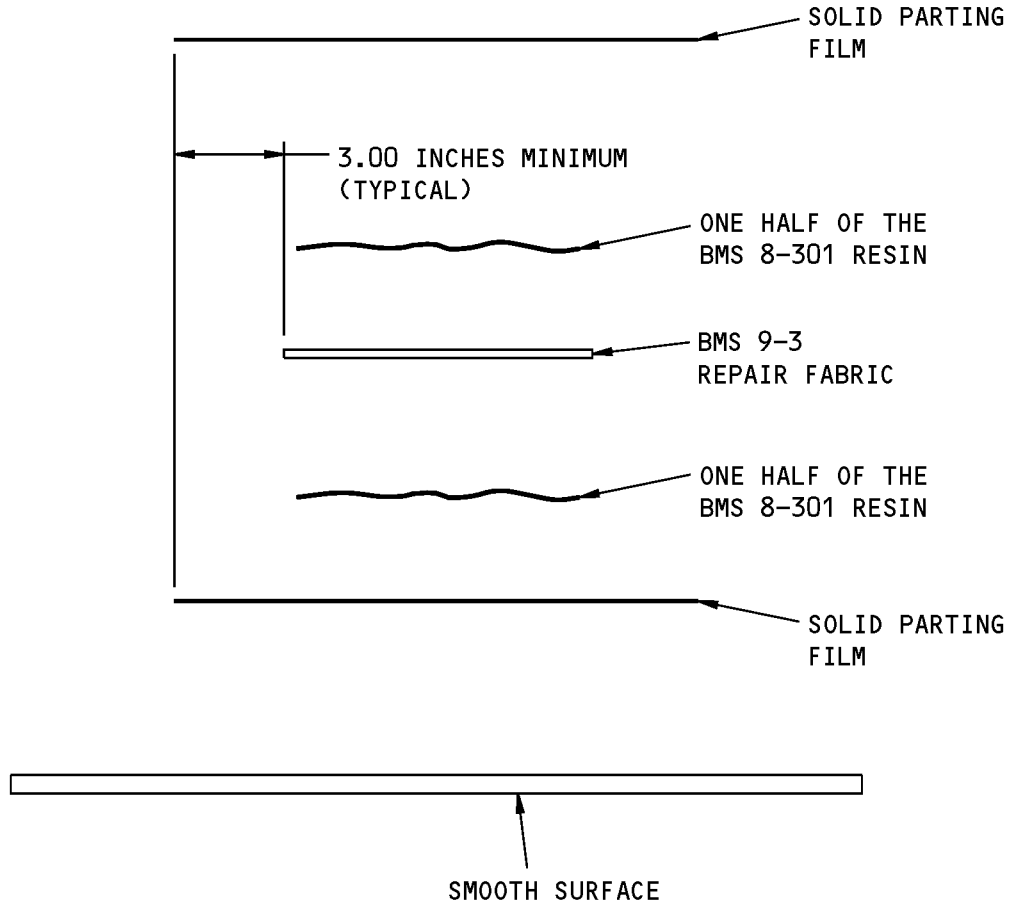 SOLID PARTING
FILM
3.00 INCHES MINIMUM
(TYPICAL)
ONE HALF OF THE
BMS 8-301 RESIN
BMS 9-3
REPAIR FABRIC
ONE HALF OF THE
BMS 8-301 RESIN
SOLID PARTING
FILM
SMOOTH SURFACE